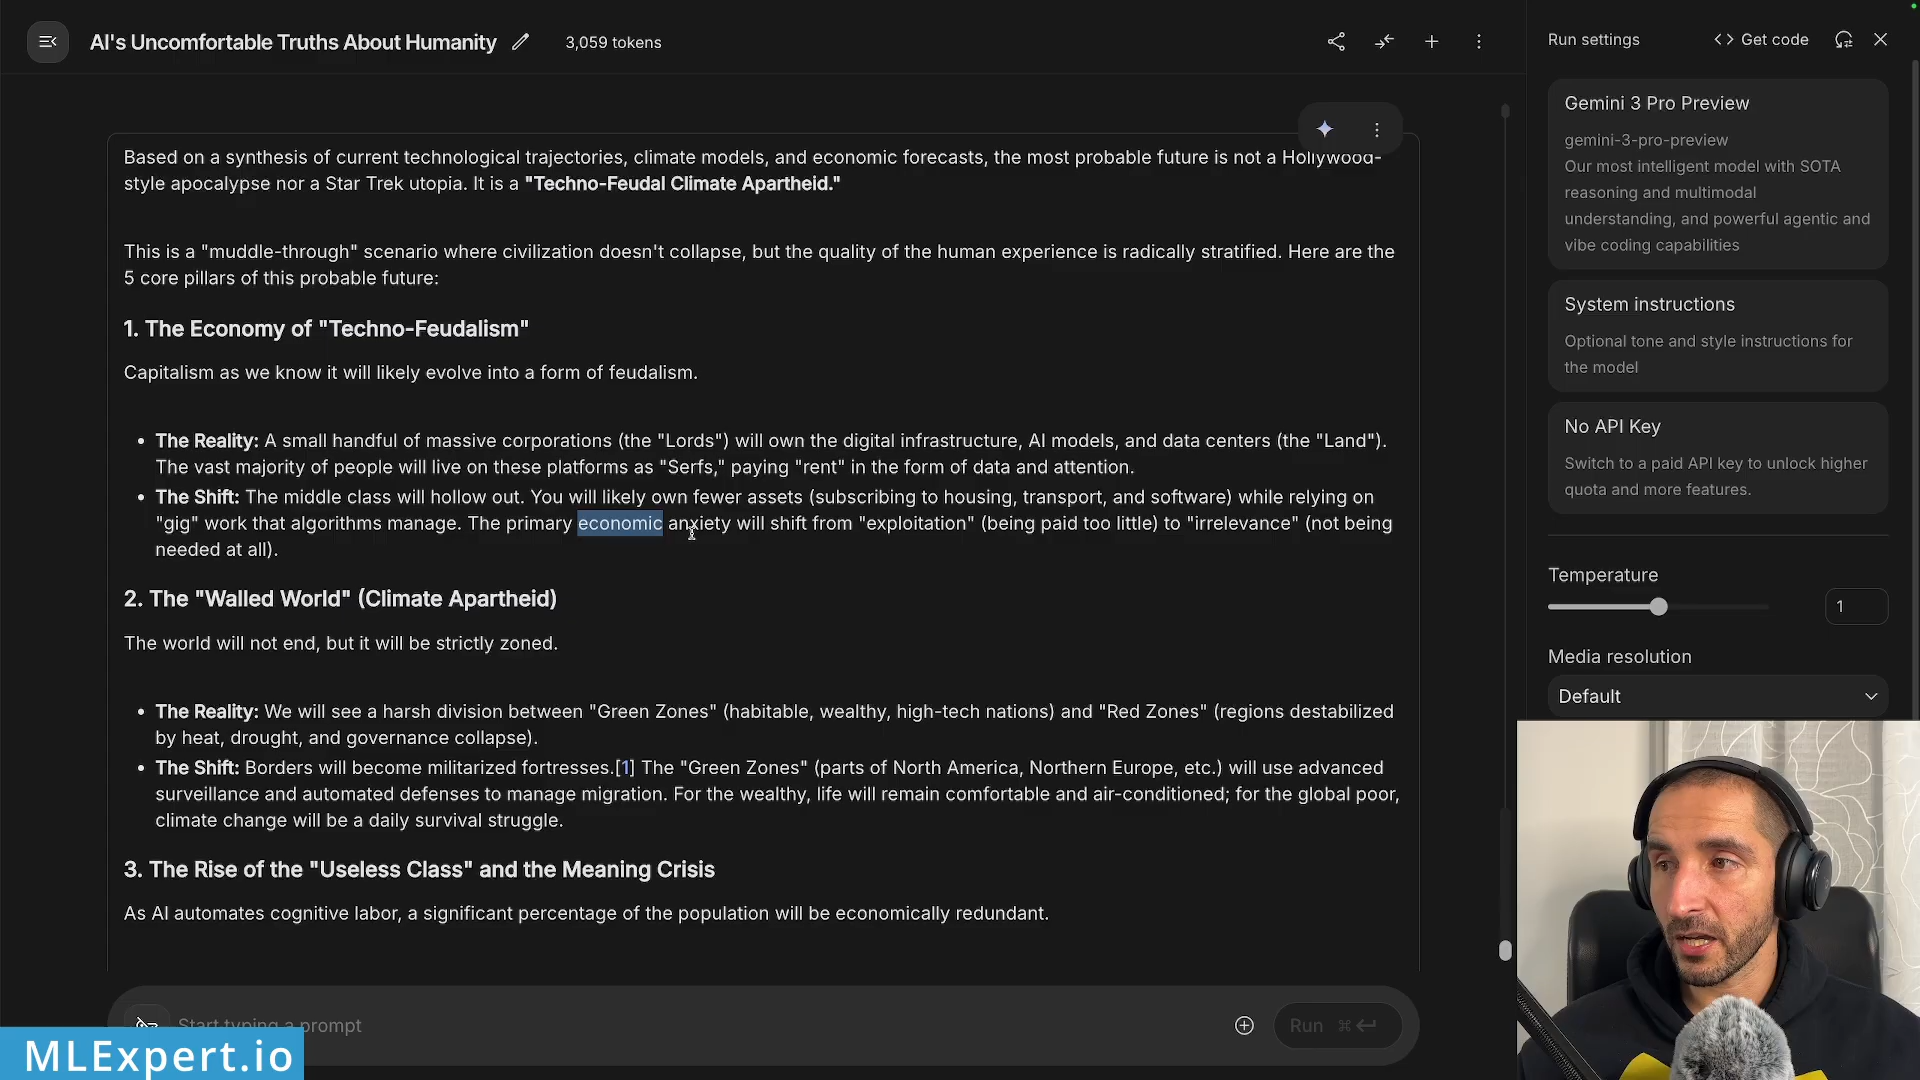 AI's Uncomfortable Truths About Humanity 3,059 tokens
Based on a synthesis of current technological trajectories, climate models, and economic forecasts, the most probable future is not a Hollywood-
style apocalypse nor a Star Trek utopia. It is a "Techno-Feudal Climate Apartheid."
This is a "muddle-through" scenario where civilization doesn't collapse, but the quality of the human experience is radically stratified. Here are the
5 core pillars of this probable future:
1. The Economy of "Techno-Feudalism"
Capitalism as we know it will likely evolve into a form of feudalism.
• The Reality: A small handful of massive corporations (the "Lords") will own the digital infrastructure, AI models, and data centers (the "Land").
The vast majority of people will live on these platforms as "Serfs," paying "rent" in the form of data and attention.
• The Shift: The middle class will hollow out. You will likely own fewer assets (subscribing to housing, transport, and software) while relying on
"gig" work that algorithms manage. The primary economic anxiety will shift from "exploitation" (being paid too little) to "irrelevance" (not being
needed at all).
2. The "Walled World" (Climate Apartheid)
The world will not end, but it will be strictly zoned.
• The Reality: We will see a harsh division between "Green Zones" (habitable, wealthy, high-tech nations) and "Red Zones" (regions destabilized
by heat, drought, and governance collapse).
• The Shift: Borders will become militarized fortresses.[1] The "Green Zones" (parts of North America, Northern Europe, etc.) will use advanced
surveillance and automated defenses to manage migration. For the wealthy, life will remain comfortable and air-conditioned; for the global poor,
climate change will be a daily survival struggle.
3. The Rise of the "Useless Class" and the Meaning Crisis
As AI automates cognitive labor, a significant percentage of the population will be economically redundant.
Start typing a prompt
Run ⌘ ↵
MLExpert.io
Run settings <> Get code
Gemini 3 Pro Preview
gemini-3-pro-preview
Our most intelligent model with SOTA
reasoning and multimodal
understanding, and powerful agentic and
vibe coding capabilities
System instructions
Optional tone and style instructions for
the model
No API Key
Switch to a paid API key to unlock higher
quota and more features.
Temperature
1
Media resolution
Default